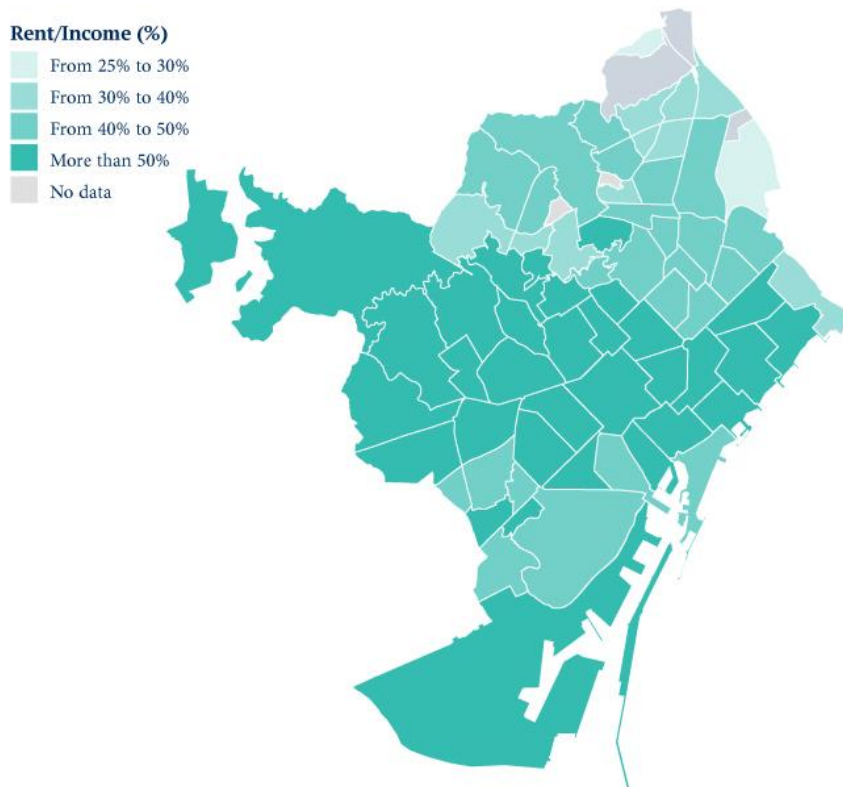 Rent/Income (%)
From 25% to 30%
From 30% to 40%
From 40% to 50%
More than 50%
No data